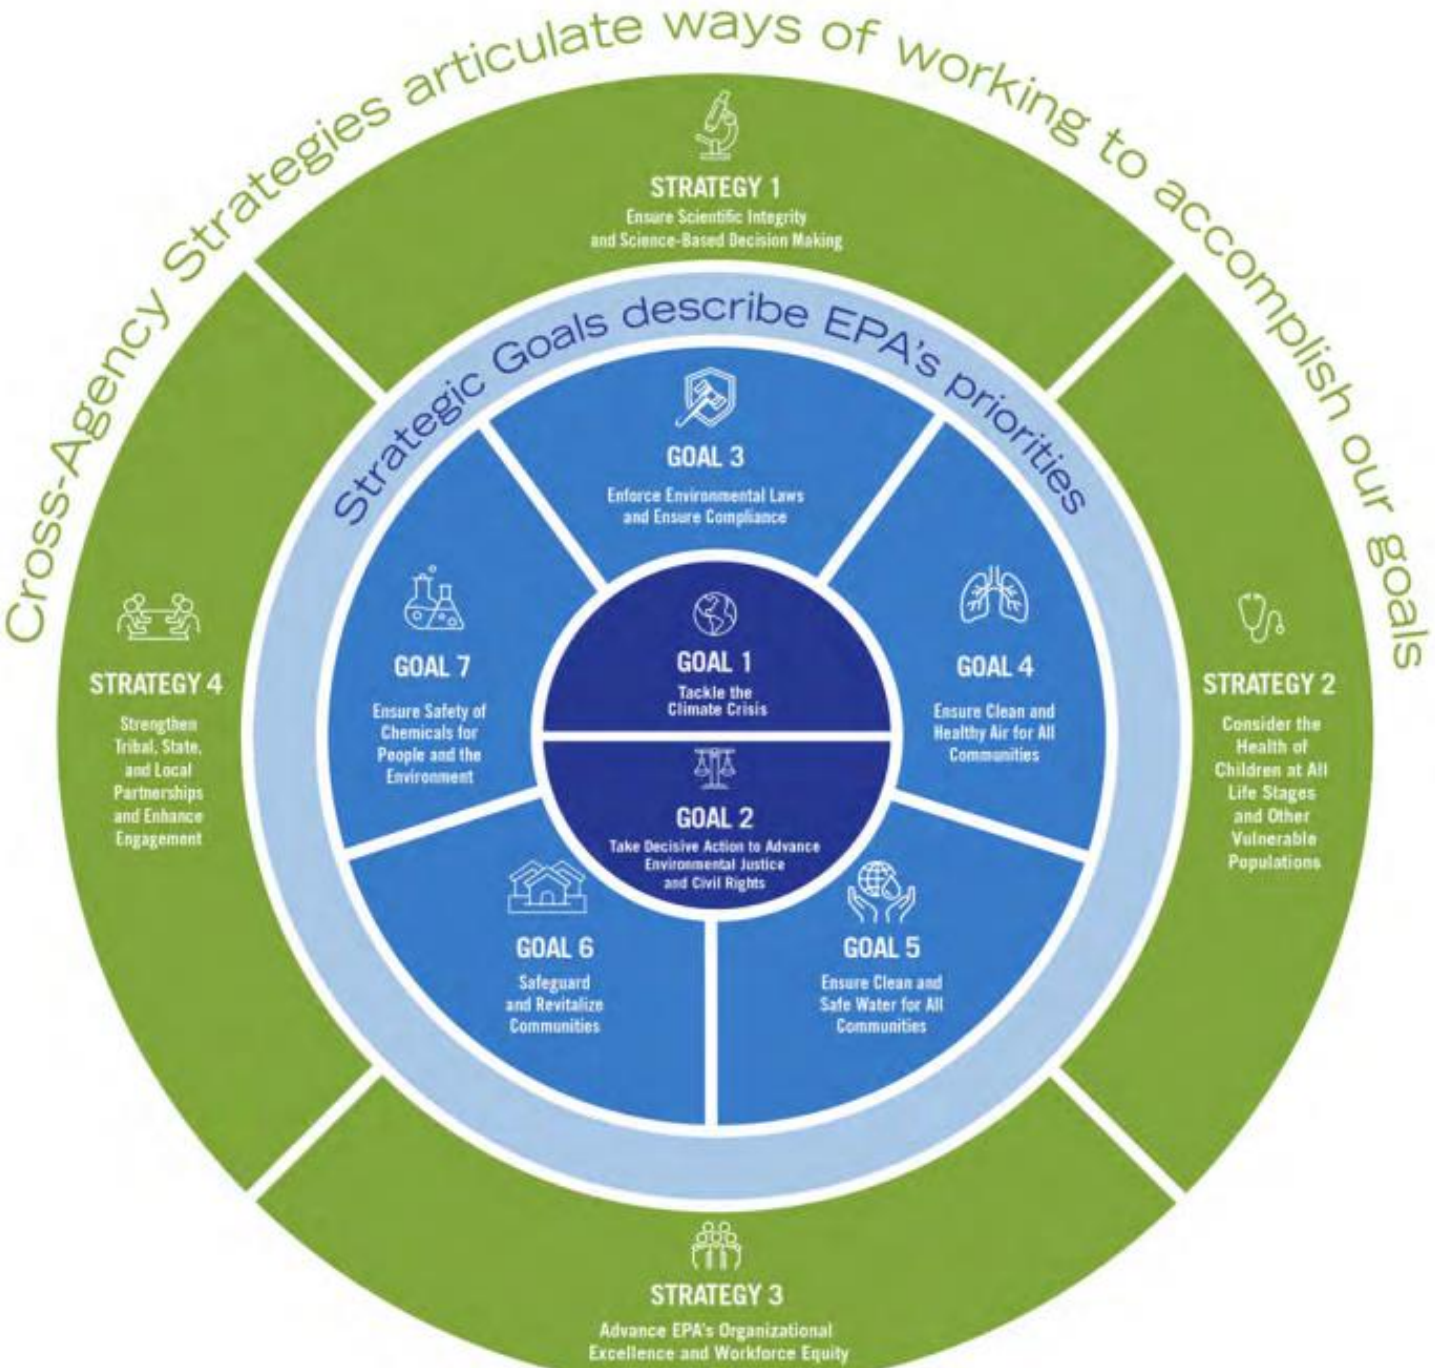 Cross-Agency Strategies articulate ways of working to accomplish our goals
STRATEGY 1
Ensure Scientific Integrity
and Science-Based Decision Making
Strategic Goals describe EPA's priorities
GOAL 3
Enforce Environmental Laws
and Ensure Compliance
GOAL 7
Ensure Safety of
Chemicals for
People and the
Environment
GOAL 1
Tackle the
Climate Crisis
GOAL 4
Ensure Clean and
Healthy Air for All
Communities
STRATEGY 4
Strengthen
Tribal, State,
and Local
Partnerships
and Enhance
Engagement
STRATEGY 2
Consider the
Health of
Children at All
Life Stages
and Other
Vulnerable
Populations
GOAL 2
Take Decisive Action to Advance
Environmental Justice
and Civil Rights
GOAL 6
Safeguard
and Revitalize
Communities
GOAL 5
Ensure Clean and
Safe Water for All
Communities
STRATEGY 3
Advance EPA's Organizational
Excellence and Workforce Equity